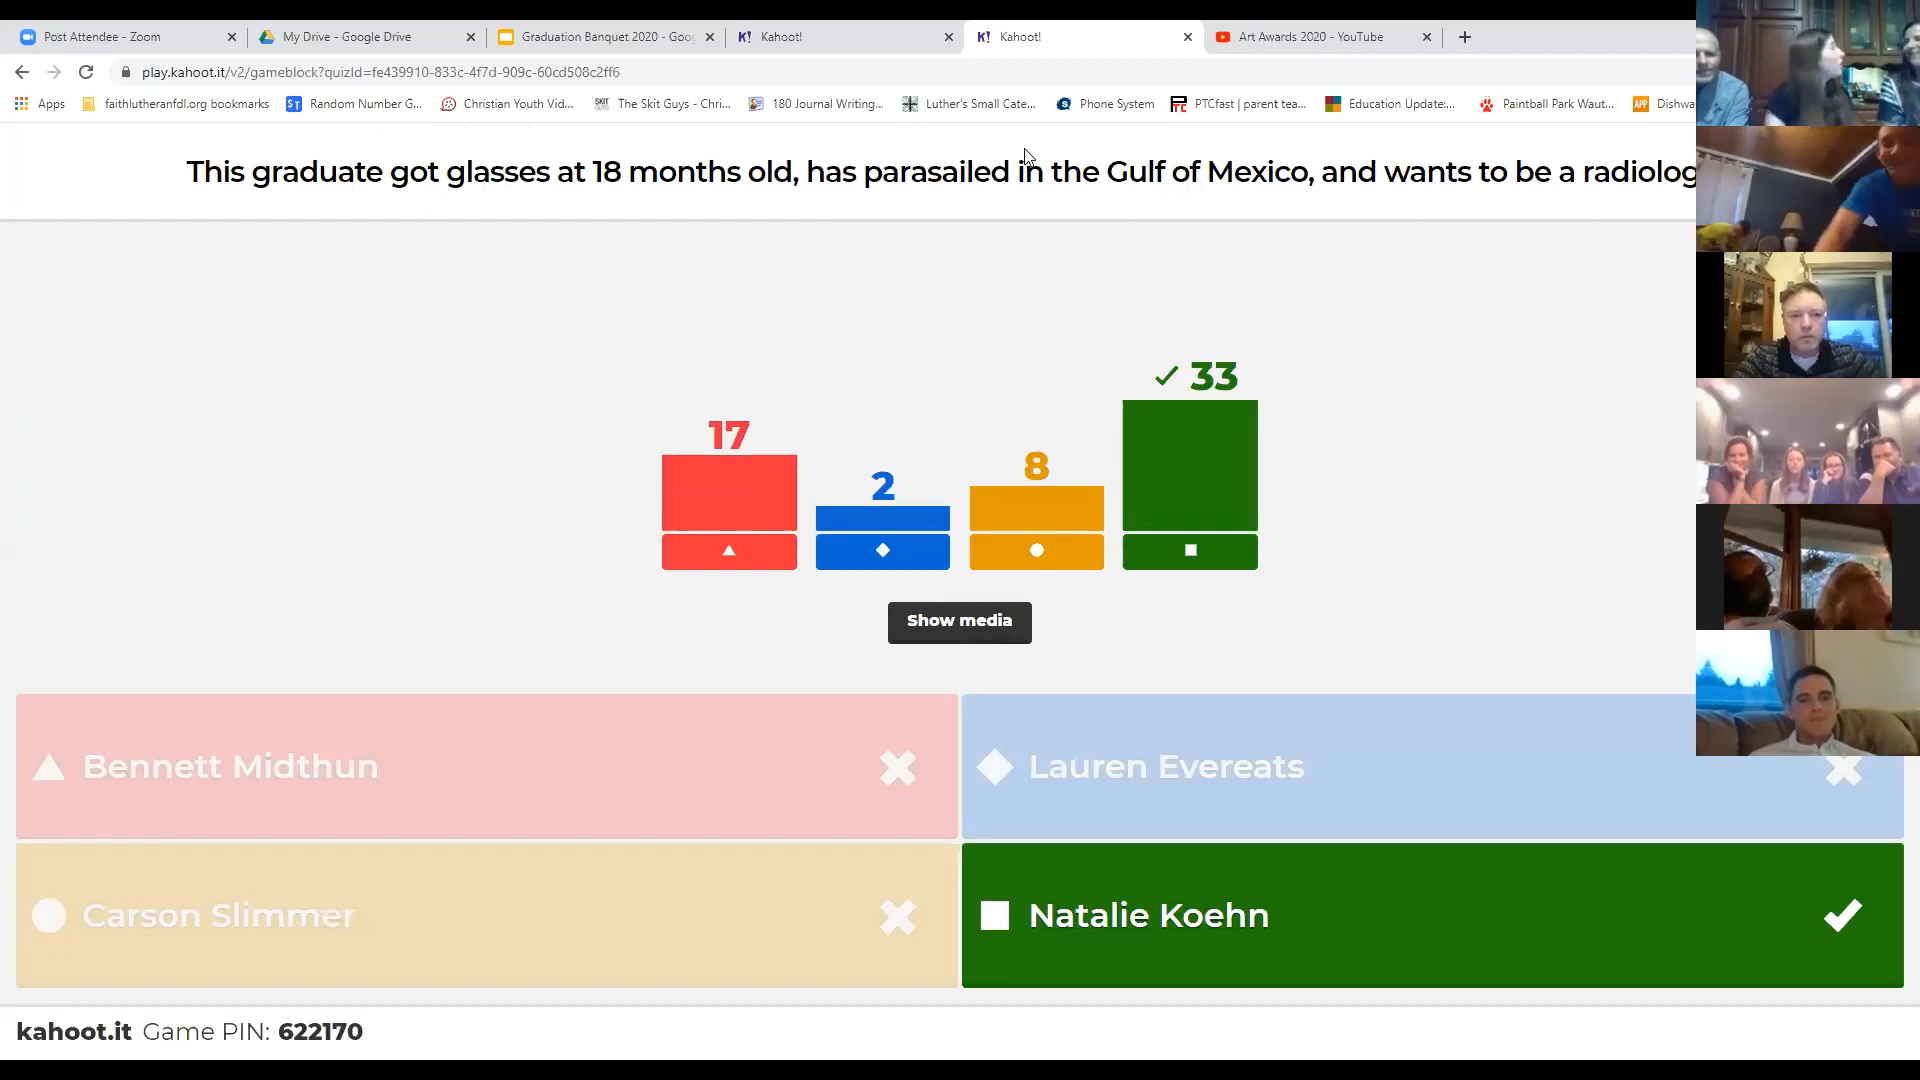 Post Attendee - Zoom
My Drive - Google Drive
Graduation Banquet 2020 - Goo
K! Kahoot!
K! Kahoot!
Art Awards 2020 - YouTube
play.kahoot.it/v2/gameblock?quizId=fe439910-833c-4f7d-909c-60cd508c2ff6
Apps
faithlutheranfdl.org bookmarks
ST Random Number G...
Christian Youth Vid...
SKIT The Skit Guys - Chri...
180 Journal Writing...
Luther's Small Cate...
Phone System
PTCfast | parent tea...
Education Update:...
Paintball Park Waut...
APP Dishwa
This graduate got glasses at 18 months old, has parasailed in the Gulf of Mexico, and wants to be a radiolog
17
2
8
33
Show media
Bennett Midthun
Lauren Evereats
Carson Slimmer
Natalie Koehn
kahoot.it Game PIN: 622170